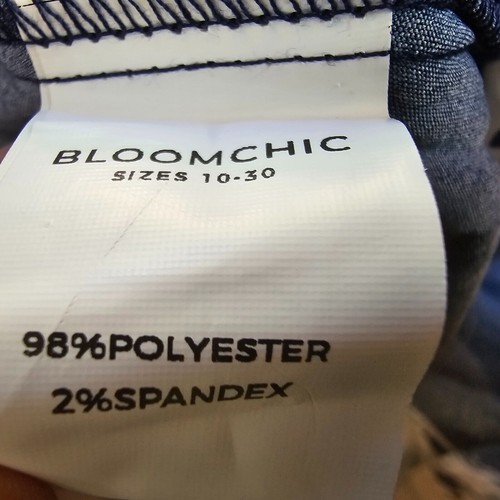 BLOOMCHIC
SIZES 10-30
98%POLYESTER
2%SPANDEX